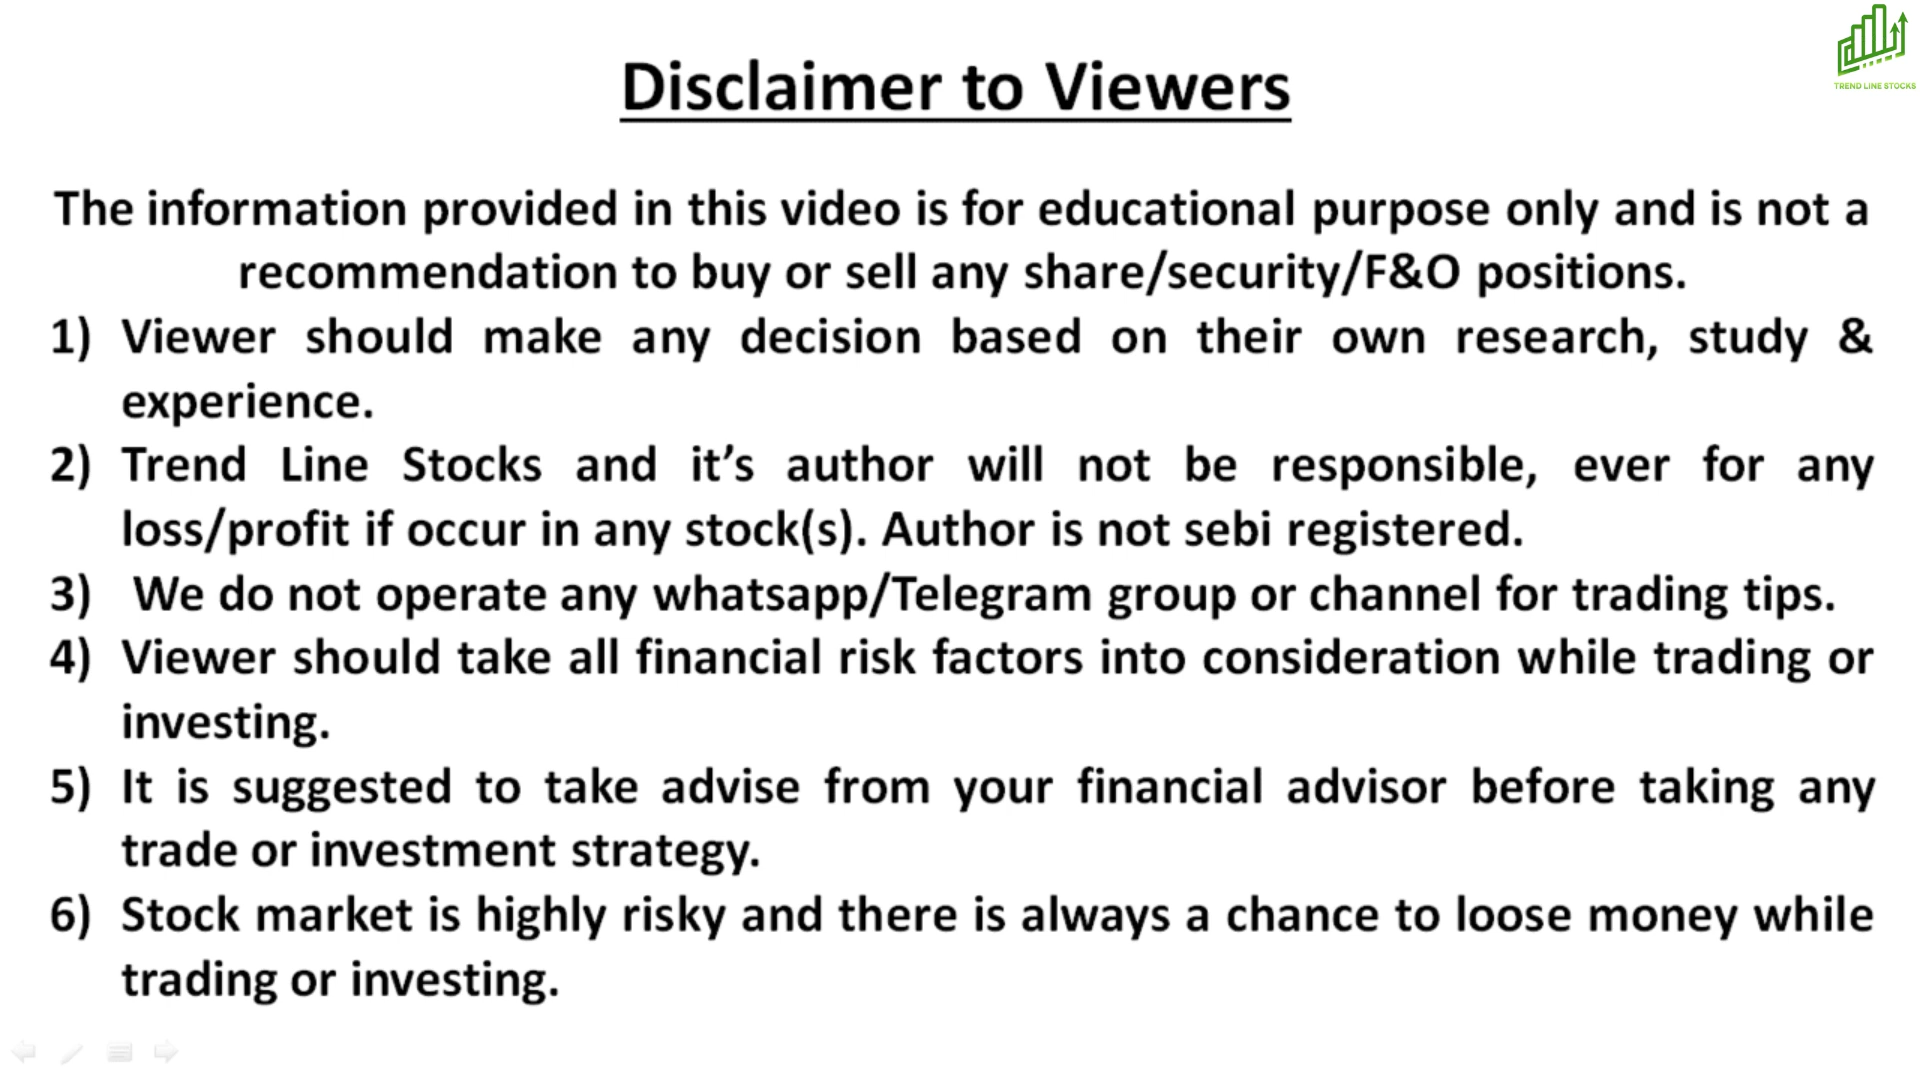 TREND LINE STOCKS
Disclaimer to Viewers
The information provided in this video is for educational purpose only and is not a
recommendation to buy or sell any share/security/F&O positions.
1) Viewer should make any decision based on their own research, study &
experience.
2) Trend Line Stocks and it’s author will not be responsible, ever for any
loss/profit if occur in any stock(s). Author is not sebi registered.
3) We do not operate any whatsapp/Telegram group or channel for trading tips.
4) Viewer should take all financial risk factors into consideration while trading or
investing.
5) It is suggested to take advise from your financial advisor before taking any
trade or investment strategy.
6) Stock market is highly risky and there is always a chance to loose money while
trading or investing.